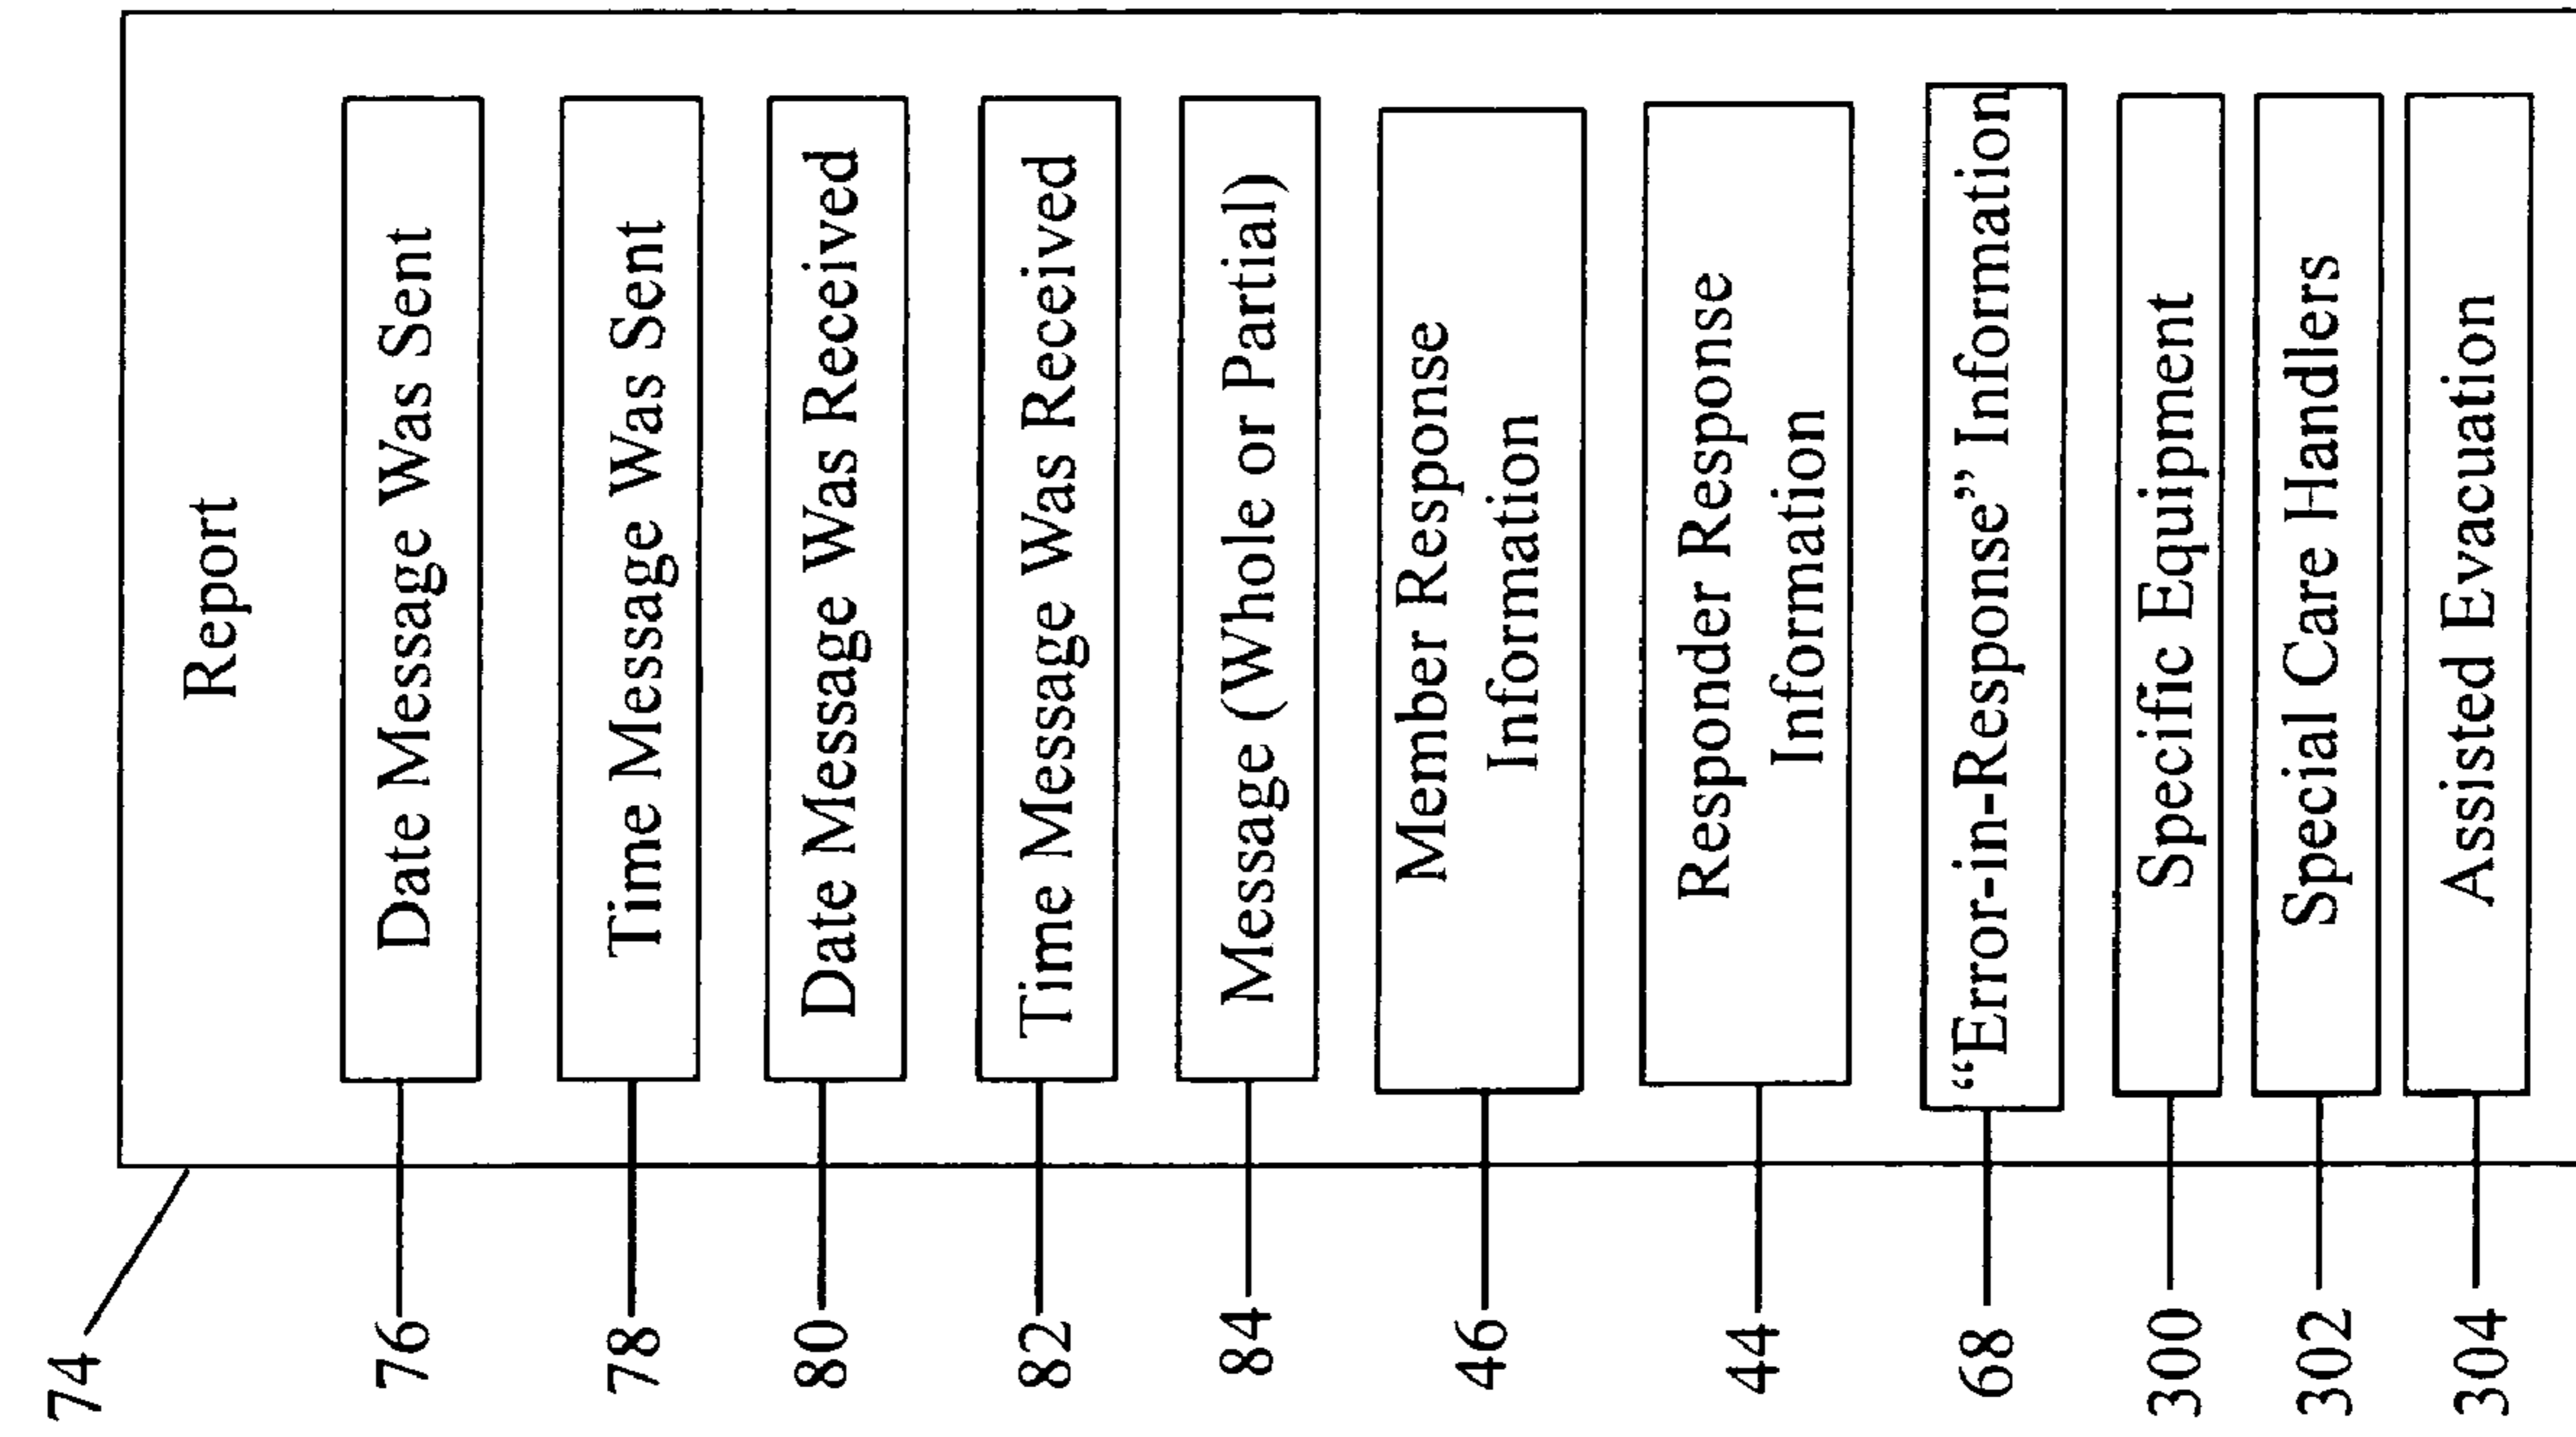 74
Report
76
Date Message Was Sent
78
Time Message Was Sent
80
Date Message Was Received
82
Time Message Was Received
84
Message (Whole or Partial)
46
Member Response
Information
44
Responder Response
Information
68
“Error-in-Response” Information
300
Specific Equipment
302
Special Care Handlers
304
Assisted Evacuation